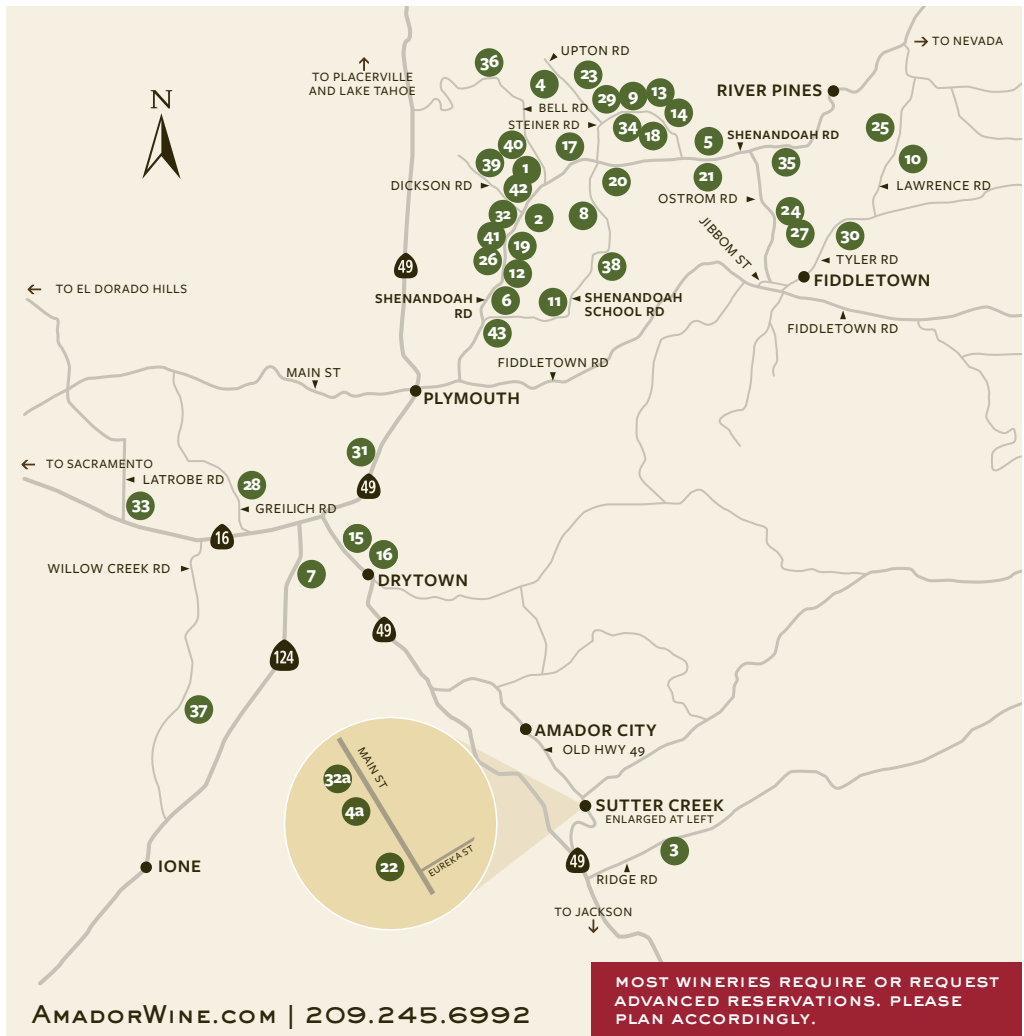 UPTON RD
TO NEVADA
36
23
4
TO PLACERVILLE
AND LAKE TAHOE
N
29
9
13
RIVER PINES
BELL RD
14
STEINER RD
34
18
25
SHENANDOAH RD
40
17
5
39
1
35
10
DICKSON RD
42
20
21
LAWRENCE RD
OSTROM RD
32
2
8
24
JIBBOM ST
41
19
27
30
26
12
38
TYLER RD
49
FIDDLETOWN
TO EL DORADO HILLS
SHENANDOAH
RD
6
11
SHENANDOAH
SCHOOL RD
43
FIDDLETOWN RD
FIDDLETOWN RD
MAIN ST
PLYMOUTH
31
TO SACRAMENTO
LATROBE RD
28
49
33
GREILICH RD
16
15
16
WILLOW CREEK RD
7
DRYTOWN
49
124
37
AMADOR CITY
OLD HWY 49
MAIN ST
32a
4a
SUTTER CREEK
ENLARGED AT LEFT
22
EUREKA ST
3
49
IONE
RIDGE RD
TO JACKSON
MOST WINERIES REQUIRE OR REQUEST
ADVANCED RESERVATIONS. PLEASE
PLAN ACCORDINGLY.
AMADORWINE.COM | 209.245.6992